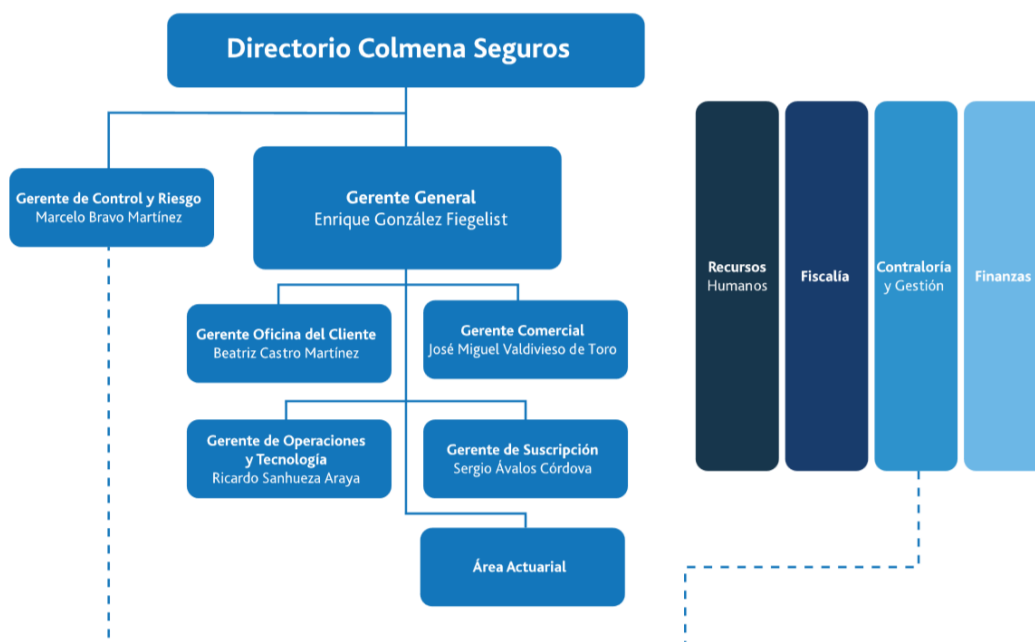 Directorio Colmena Seguros
Gerente de Control y Riesgo
Marcelo Bravo Martínez
Gerente General
Enrique González Fiegelist
Gerente Oficina del Cliente
Beatriz Castro Martínez
Gerente Comercial
José Miguel Valdivieso de Toro
Gerente de Operaciones
y Tecnología
Ricardo Sanhueza Araya
Gerente de Suscripción
Sergio Ávalos Córdova
Área Actuarial
Recursos
Humanos
Fiscalía
Contraloría
y Gestión
Finanzas